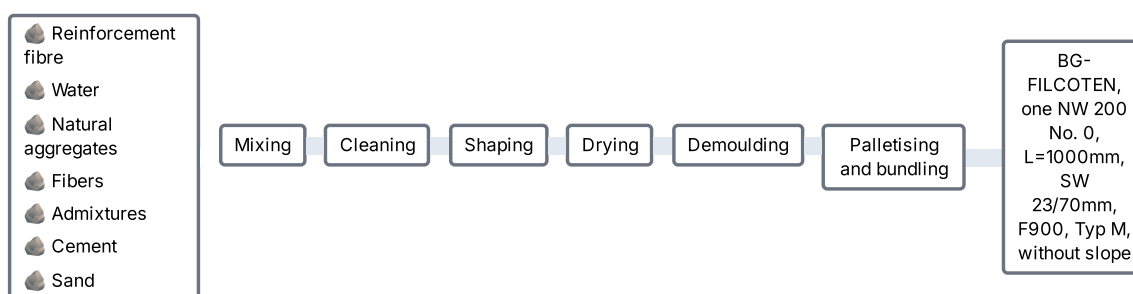 Reinforcement
fibre
Water
Natural
aggregates
Fibers
Admixtures
Cement
Sand
Mixing
Cleaning
Shaping
Drying
Demoulding
Palletising
and bundling
BG-
FILCOTEN,
one NW 200
No. 0,
L=1000mm,
SW
23/70mm,
F900, Typ M,
without slope